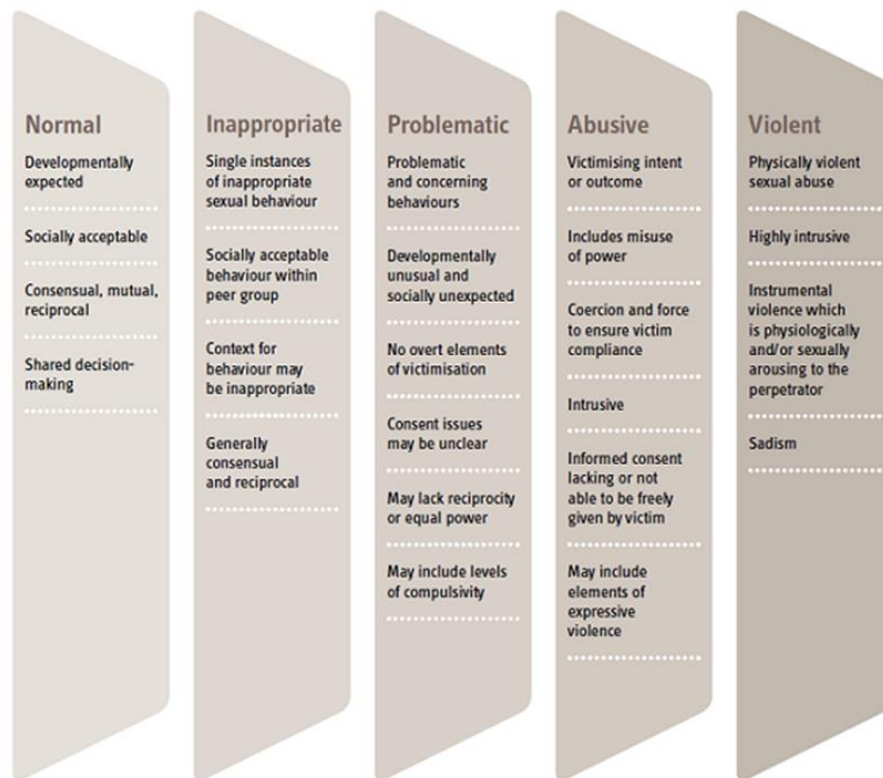 Normal
Developmentally
expected
Socially acceptable
Consensual, mutual,
reciprocal
Shared decision-
making
Inappropriate
Single instances
of inappropriate
sexual behaviour
Socially acceptable
behaviour within
peer group
Context for
behaviour may
be inappropriate
Generally
consensual
and reciprocal
Problematic
Problematic
and concerning
behaviours
Developmentally
unusual and
socially unexpected
No overt elements
of victimisation
Consent issues
may be unclear
May lack reciprocity
or equal power
May include levels
of compulsivity
Abusive
Victimising intent
or outcome
Includes misuse
of power
Coercion and force
to ensure victim
compliance
Intrusive
Informed consent
lacking or not
able to be freely
given by victim
May include
elements of
expressive
violence
Violent
Physically violent
sexual abuse
Highly intrusive
Instrumental
violence which
is physiologically
and/or sexually
arousing to the
perpetrator
Sadism